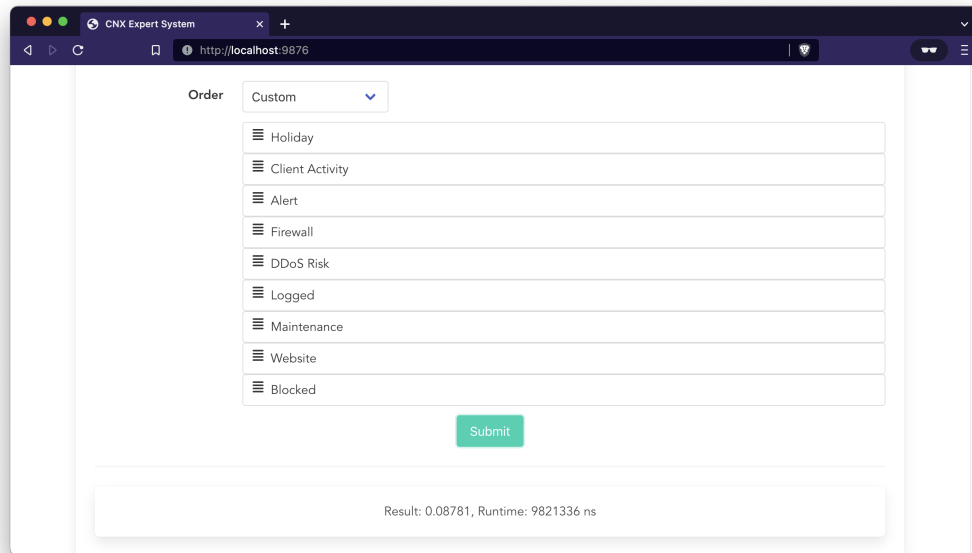 CNX Expert System
http://localhost:9876
Order
Custom
Holiday
Client Activity
Alert
Firewall
DDoS Risk
Logged
Maintenance
Website
Blocked
Submit
Result: 0.08781, Runtime: 9821336 ns